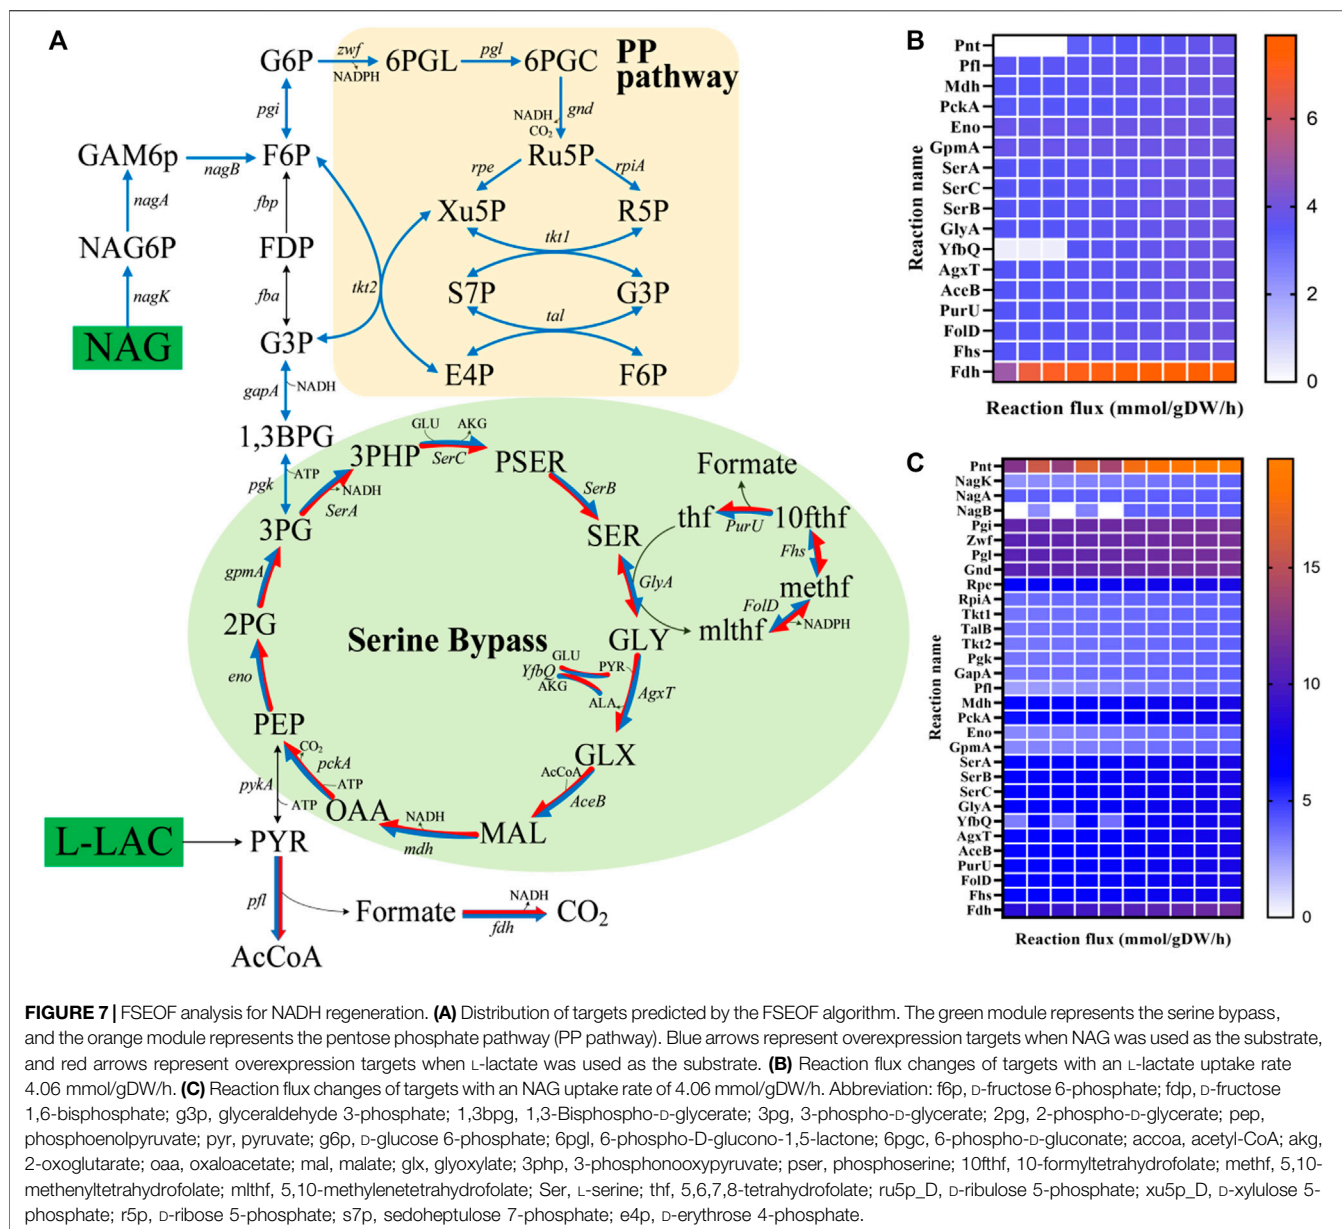 A
PP
pathway
G6P
zwf
NADPH
6PGL
pgl
6PGC
pgi
gnd
NADH
CO2
GAM6p
nagB
F6P
Ru5P
rpe
rpiA
nagA
fbp
Xu5P
R5P
NAG6P
FDP
tkt1
nagK
fba
tkt2
S7P
G3P
tal
NAG
G3P
E4P
F6P
gapA
NADH
1,3BPG
pgk
ATP
3PHP
GLU
AKG
SerC
PSER
NADH
SerA
SerB
3PG
SER
Formate
thf
PurU
10fthf
Fhs
gpmA
GlyA
methf
FolD
NADPH
mlthf
2PG
Serine Bypass
GLY
GLU
YfbQ
PYR
AKG
ALA
AgxT
eno
PEP
GLX
CO2
pckA
ATP
AcCoA
AceB
pykA
ATP
OAA
NADH
mdh
MAL
L-LAC
PYR
pfl
Formate
NADH
fdh
CO2
AcCoA
B
Reaction name
Pnt
Pfl
Mdh
PckA
Eno
GpmA
SerA
SerC
SerB
GlyA
YfbQ
AgxT
AceB
PurU
FolD
Fhs
Fdh
Reaction flux (mmol/gDW/h)
6
4
2
0
C
Reaction name
Pnt
NagK
NagA
NagB
Pgi
Zwf
Pgl
Gnd
Rpe
RpiA
Tkt1
TalB
Tkt2
Pgk
GapA
Pfl
Mdh
PckA
Eno
GpmA
SerA
SerB
SerC
GlyA
YfbQ
AgxT
AceB
PurU
FolD
Fhs
Fdh
Reaction flux (mmol/gDW/h)
15
10
5
0
FIGURE 7 | FSEOF analysis for NADH regeneration. (A) Distribution of targets predicted by the FSEOF algorithm. The green module represents the serine bypass,
and the orange module represents the pentose phosphate pathway (PP pathway). Blue arrows represent overexpression targets when NAG was used as the substrate,
and red arrows represent overexpression targets when L-lactate was used as the substrate. (B) Reaction flux changes of targets with an L-lactate uptake rate
4.06 mmol/gDW/h. (C) Reaction flux changes of targets with an NAG uptake rate of 4.06 mmol/gDW/h. Abbreviation: f6p, D-fructose 6-phosphate; fdp, D-fructose
1,6-bisphosphate; g3p, glyceraldehyde 3-phosphate; 1,3bpg, 1,3-Bisphospho-D-glycerate; 3pg, 3-phospho-D-glycerate; 2pg, 2-phospho-D-glycerate; pep,
phosphoenolpyruvate; pyr, pyruvate; g6p, D-glucose 6-phosphate; 6pgl, 6-phospho-D-glucono-1,5-lactone; 6pgc, 6-phospho-D-gluconate; accoa, acetyl-CoA; akg,
2-oxoglutarate; oaa, oxaloacetate; mal, malate; glx, glyoxylate; 3php, 3-phosphonooxypyruvate; pser, phosphoserine; 10fthf, 10-formyltetrahydrofolate; methf, 5,10-
methenyltetrahydrofolate; mlthf, 5,10-methylenetetrahydrofolate; Ser, L-serine; thf, 5,6,7,8-tetrahydrofolate; ru5p_D, D-ribulose 5-phosphate; xu5p_D, D-xylulose 5-
phosphate; r5p, D-ribose 5-phosphate; s7p, sedoheptulose 7-phosphate; e4p, D-erythrose 4-phosphate.